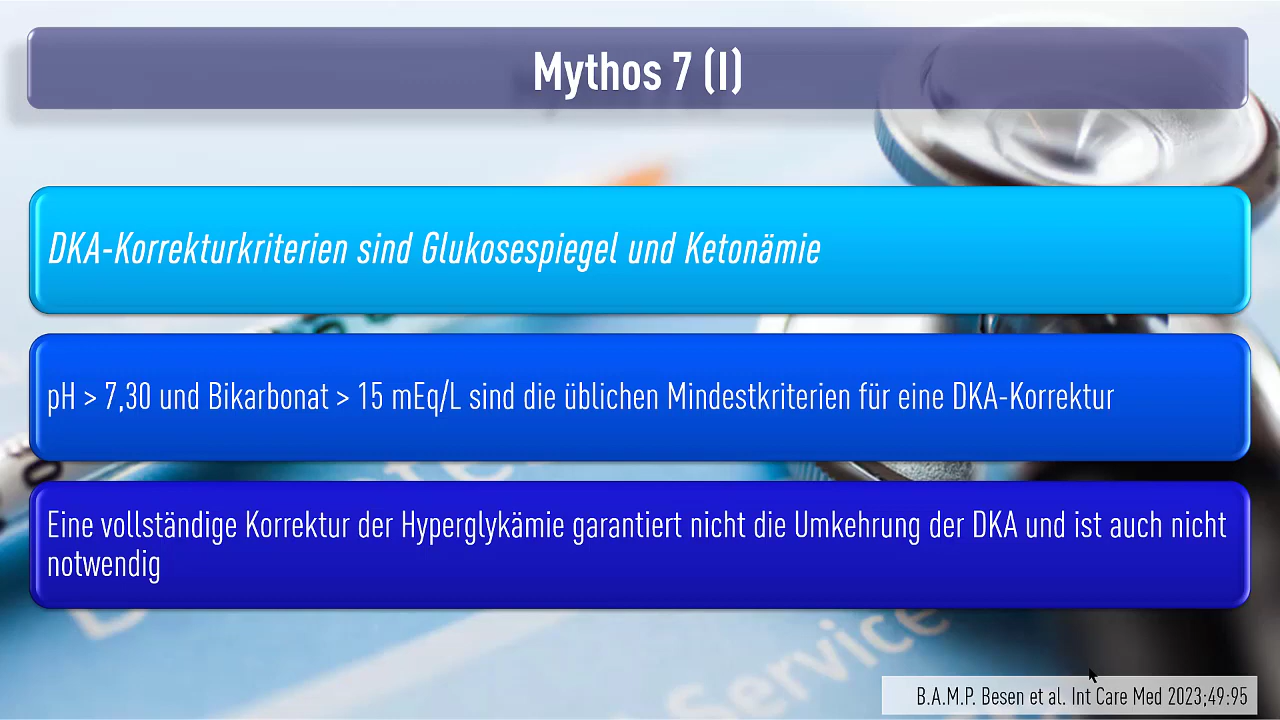 Mythos 7 (I)
DKA-Korrekturkriterien sind Glukosespiegel und Ketonämie
pH > 7,30 und Bikarbonat > 15 mEq/L sind die üblichen Mindestkriterien für eine DKA-Korrektur
Eine vollständige Korrektur der Hyperglykämie garantiert nicht die Umkehrung der DKA und ist auch nicht
notwendig
Service
B.A.M.P. Besen et al. Int Care Med 2023;49:95